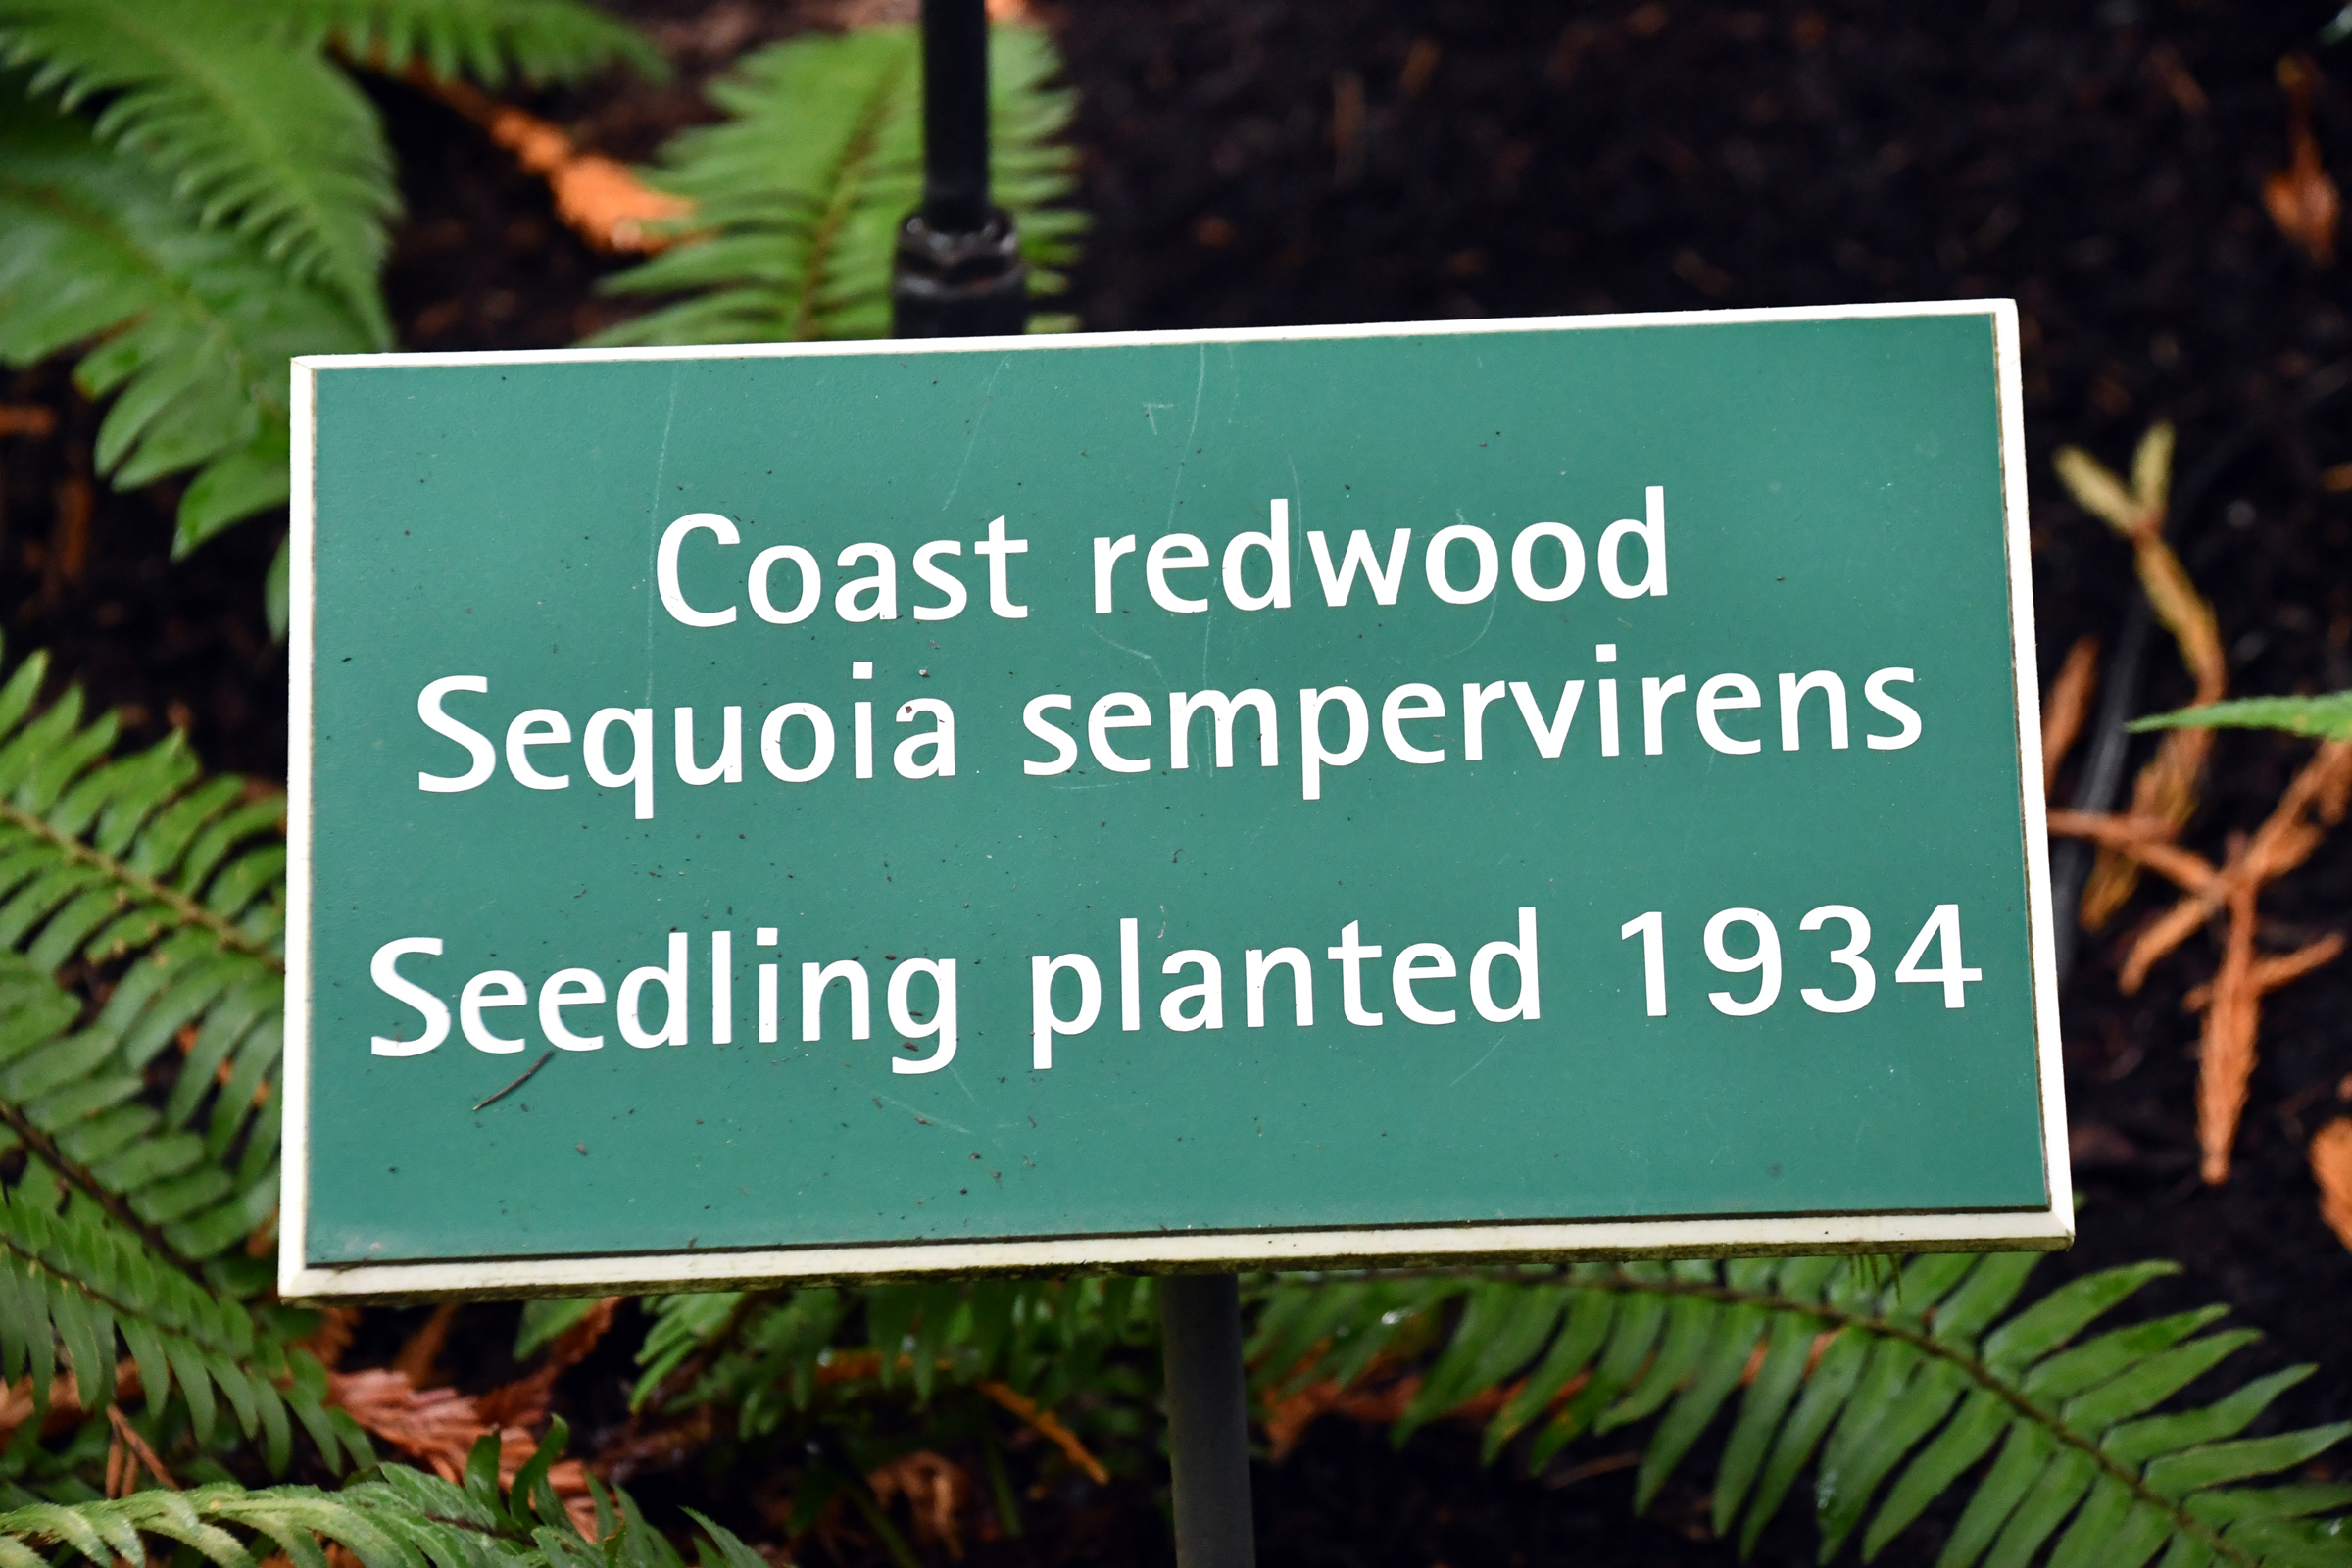 Coast redwood
Sequoia sempervirens
Seedling planted 1934